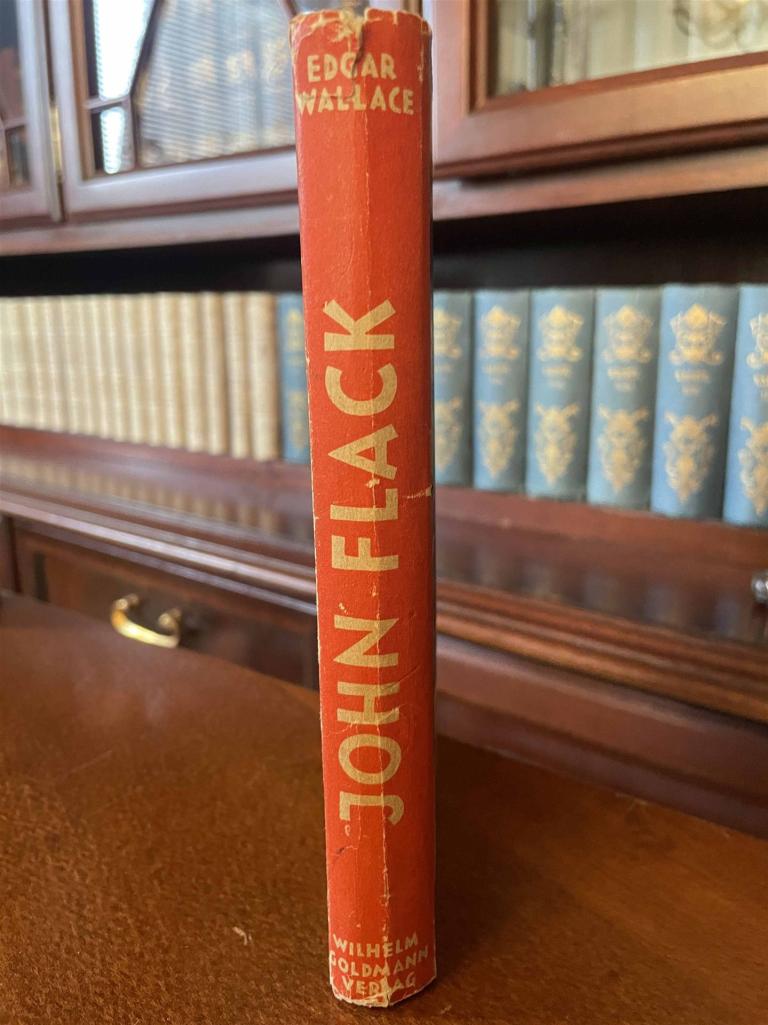 EDGAR
WALLACE
JOHN FLACK
WILHELM
GOLDMANN
VERLAG